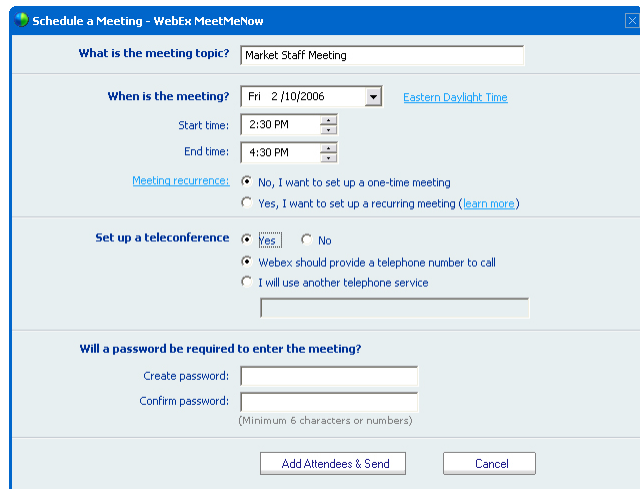 Schedule a Meeting - WebEx MeetMeNow
What is the meeting topic? Market Staff Meeting
When is the meeting? Fri 2 /10/2006 Eastern Daylight Time
Start time: 2:30 PM
End time: 4:30 PM
Meeting recurrence: No, I want to set up a one-time meeting
Yes, I want to set up a recurring meeting (learn more)
Set up a teleconference Yes No
Webex should provide a telephone number to call
I will use another telephone service
Will a password be required to enter the meeting?
Create password:
Confirm password:
(Minimum 6 characters or numbers)
Add Attendees & Send Cancel